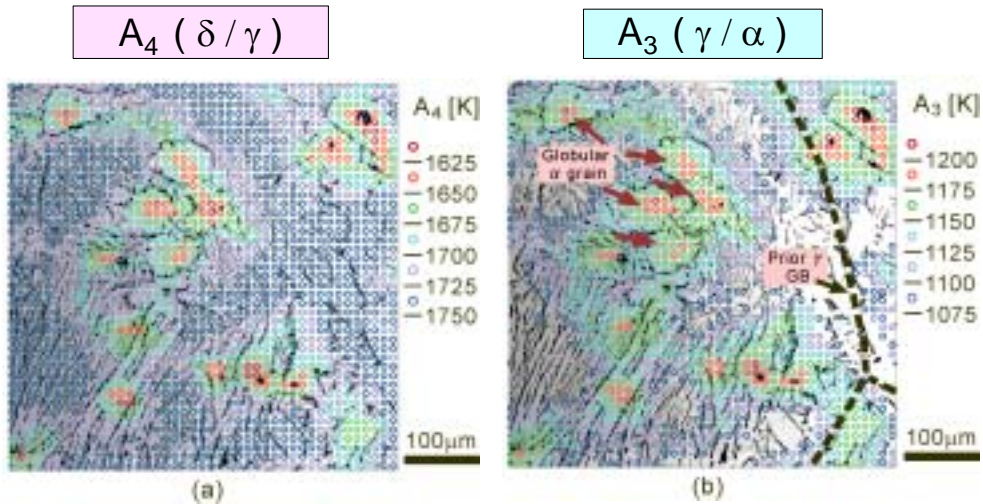 A₄ ( δ / γ )
A₃ ( γ / α )
A₄ [K]
1625
1650
1675
1700
1725
1750
100μm
(a)
Globular
α grain
Prior γ
GB
A₃ [K]
1200
1175
1150
1125
1100
1075
100μm
(b)